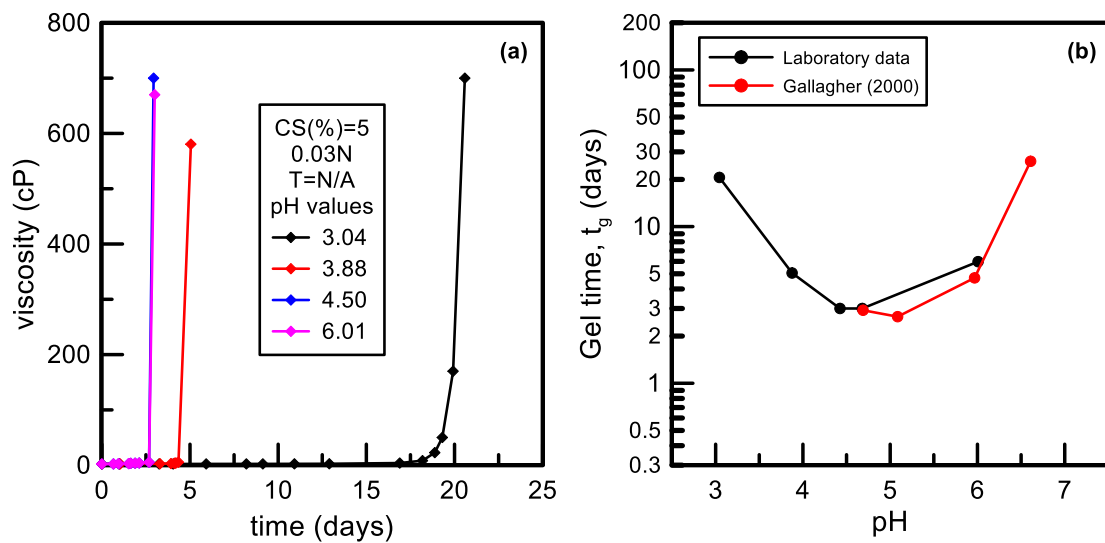 800
600
400
200
0
viscosity (cP)
0
5
10
15
20
25
time (days)
(a)
CS(%)=5
0.03N
T=N/A
pH values
3.04
3.88
4.50
6.01
200
100
50
30
20
10
5
3
2
1
0.5
0.3
Gel time, tg (days)
3
4
5
6
7
pH
(b)
Laboratory data
Gallagher (2000)